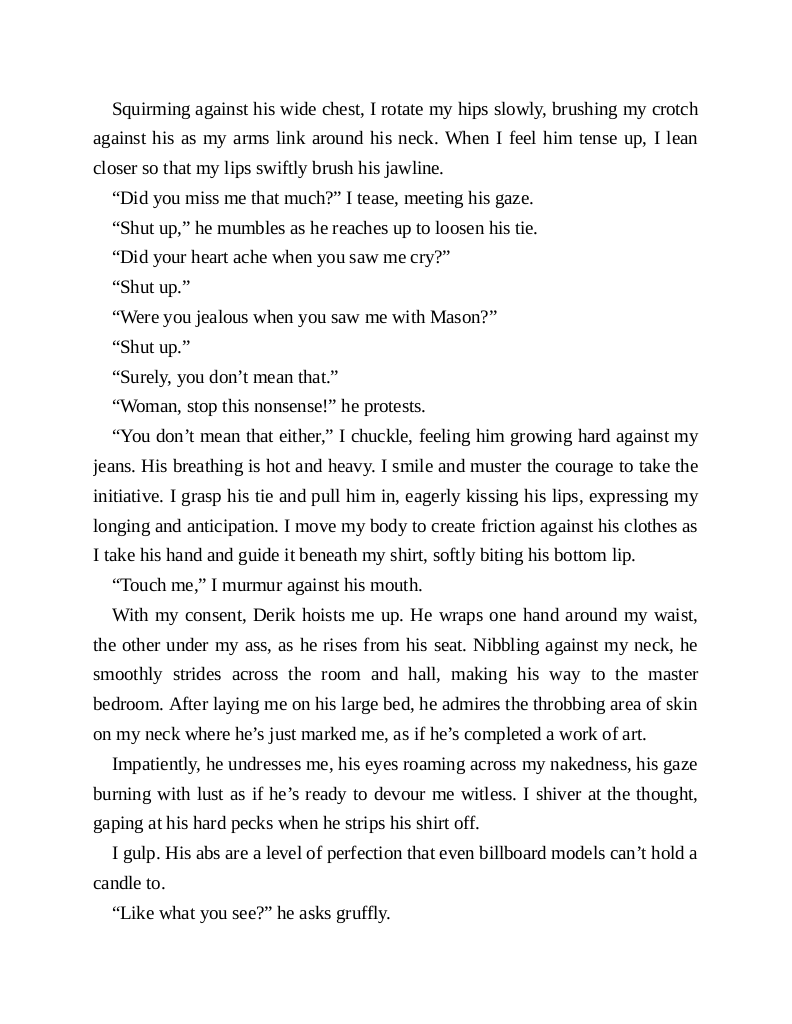 Squirming against his wide chest, I rotate my hips slowly, brushing my crotch
against his as my arms link around his neck. When I feel him tense up, I lean
closer so that my lips swiftly brush his jawline.
“Did you miss me that much?” I tease, meeting his gaze.
“Shut up,” he mumbles as he reaches up to loosen his tie.
“Did your heart ache when you saw me cry?”
“Shut up.”
“Were you jealous when you saw me with Mason?”
“Shut up.”
“Surely, you don’t mean that.”
“Woman, stop this nonsense!” he protests.
“You don’t mean that either,” I chuckle, feeling him growing hard against my
jeans. His breathing is hot and heavy. I smile and muster the courage to take the
initiative. I grasp his tie and pull him in, eagerly kissing his lips, expressing my
longing and anticipation. I move my body to create friction against his clothes as
I take his hand and guide it beneath my shirt, softly biting his bottom lip.
“Touch me,” I murmur against his mouth.
With my consent, Derik hoists me up. He wraps one hand around my waist,
the other under my ass, as he rises from his seat. Nibbling against my neck, he
smoothly strides across the room and hall, making his way to the master
bedroom. After laying me on his large bed, he admires the throbbing area of skin
on my neck where he’s just marked me, as if he’s completed a work of art.
Impatiently, he undresses me, his eyes roaming across my nakedness, his gaze
burning with lust as if he’s ready to devour me witless. I shiver at the thought,
gaping at his hard pecks when he strips his shirt off.
I gulp. His abs are a level of perfection that even billboard models can’t hold a
candle to.
“Like what you see?” he asks gruffly.